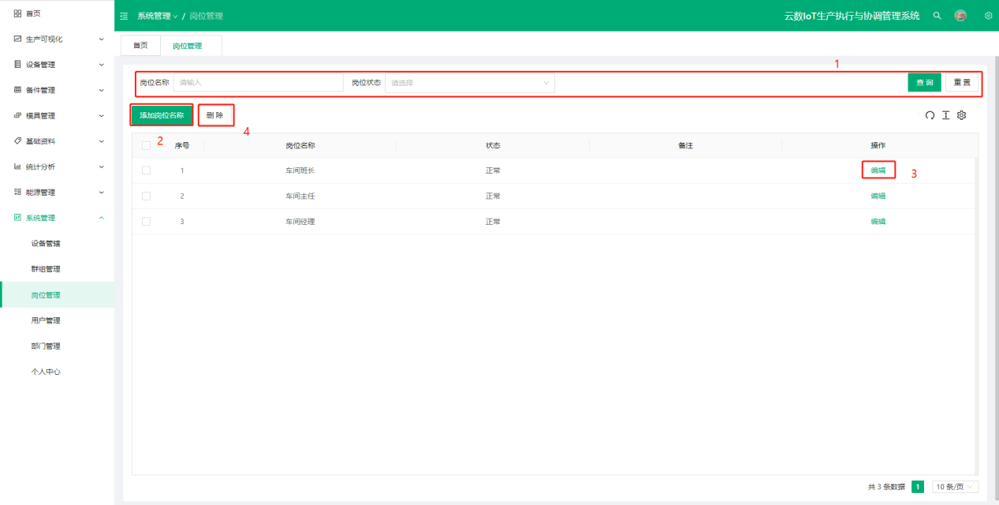 首页
生产可视化
设备管理
备件管理
模具管理
基础资料
统计分析
能源管理
系统管理
设备管辖
群组管理
岗位管理
用户管理
部门管理
个人中心
系统管理 / 岗位管理
云数IoT生产执行与协调管理系统
首页 岗位管理
1
岗位名称 请输入 岗位状态 请选择 查 询 重 置
添加岗位名称 删 除
2 4
序号 岗位名称 状态 备注 操作
1 车间班长 正常 编辑
3
2 车间主任 正常 编辑
3 车间经理 正常 编辑
共 3 条数据 1 10 条/页